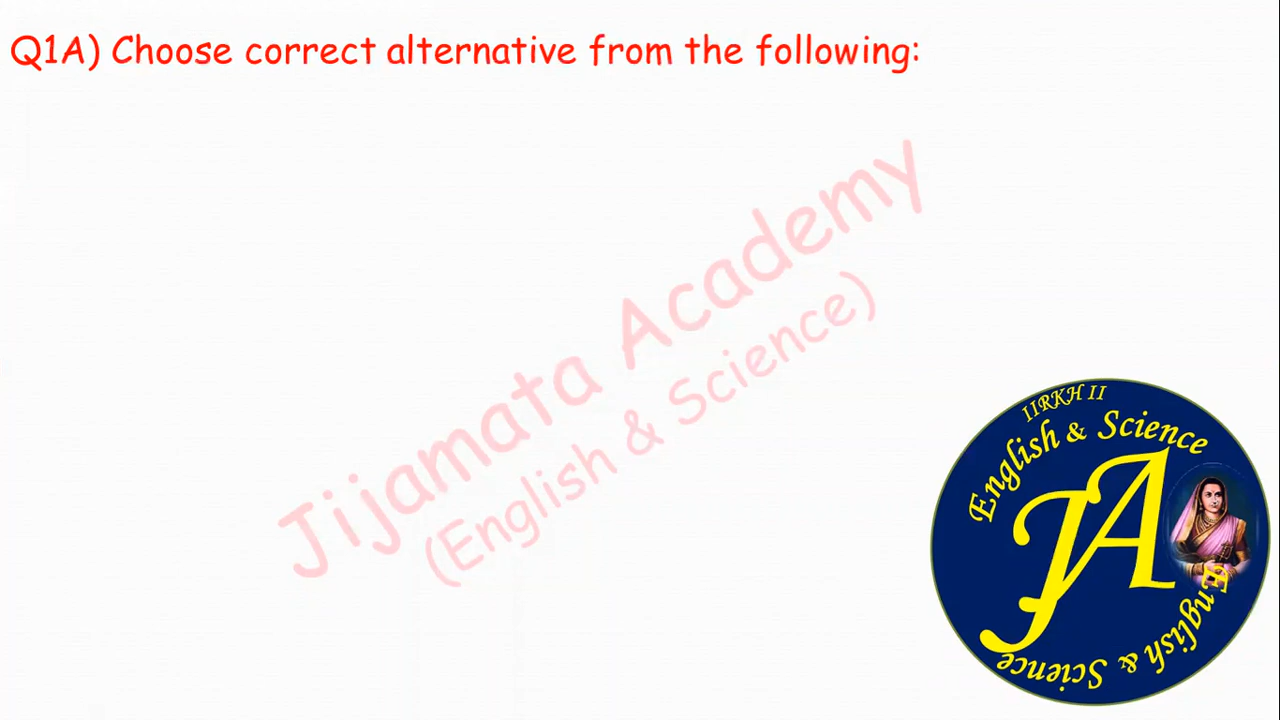 Q1A) Choose correct alternative from the following:
Jijamata Academy
(English & Science)
IIRKH II
English & Science
JA
English & Science